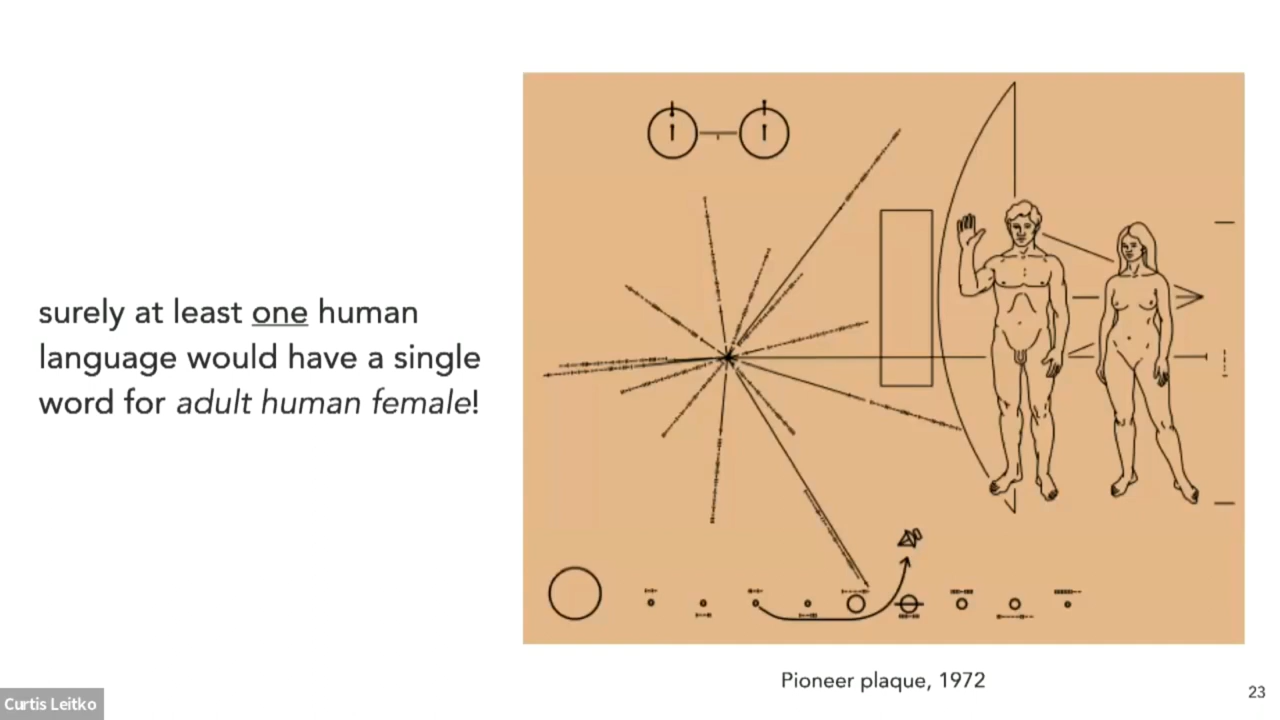 surely at least one human
language would have a single
word for adult human female!
Pioneer plaque, 1972
Curtis Leitko
23